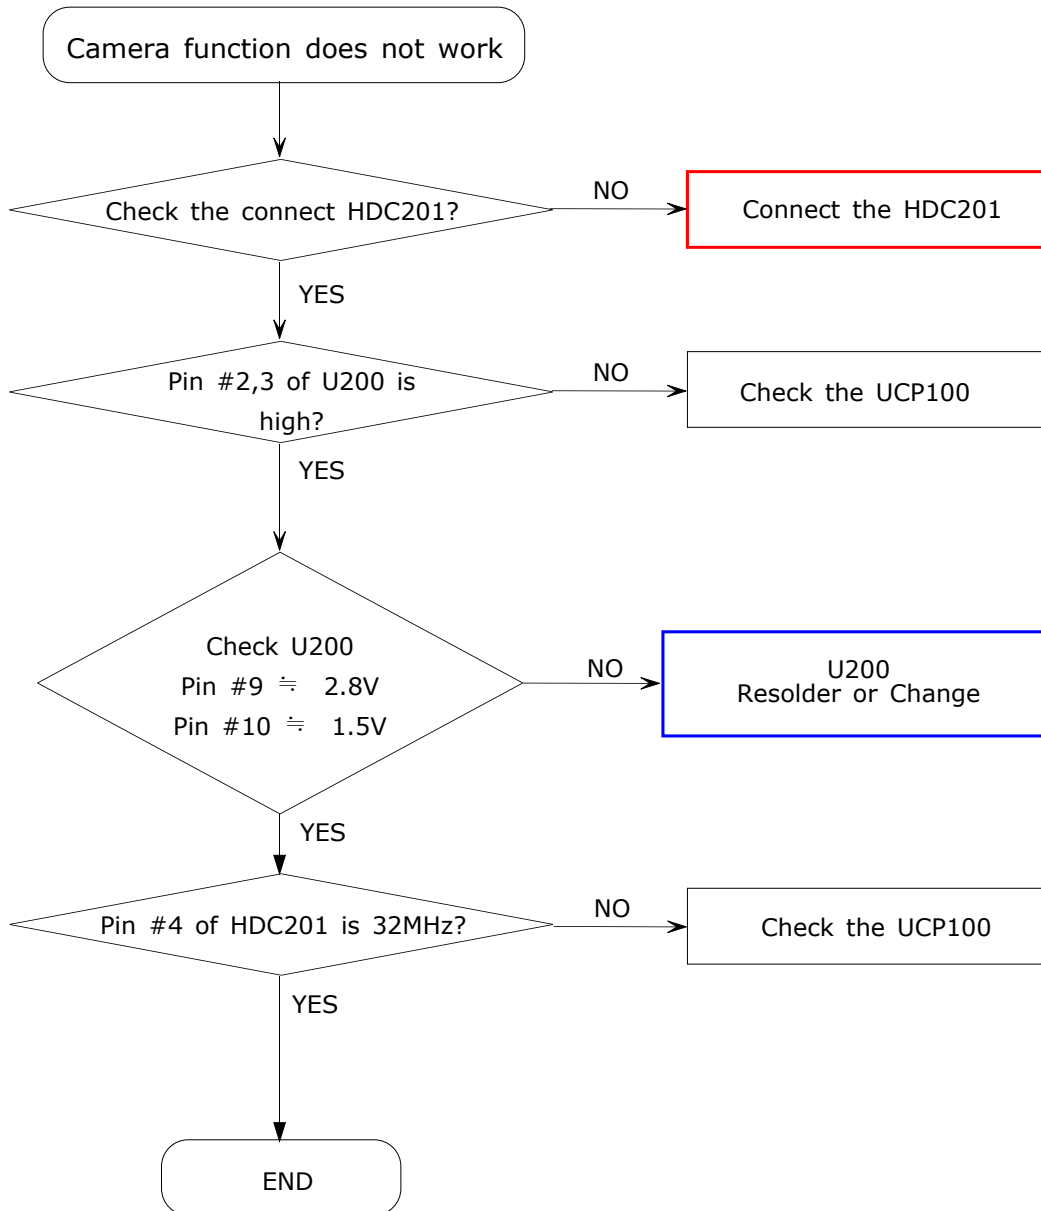 Camera function does not work
Check the connect HDC201?
NO
Connect the HDC201
YES
Pin #2,3 of U200 is
high?
NO
Check the UCP100
YES
Check U200
Pin #9 ≒ 2.8V
Pin #10 ≒ 1.5V
NO
U200
Resolder or Change
YES
Pin #4 of HDC201 is 32MHz?
NO
Check the UCP100
YES
END